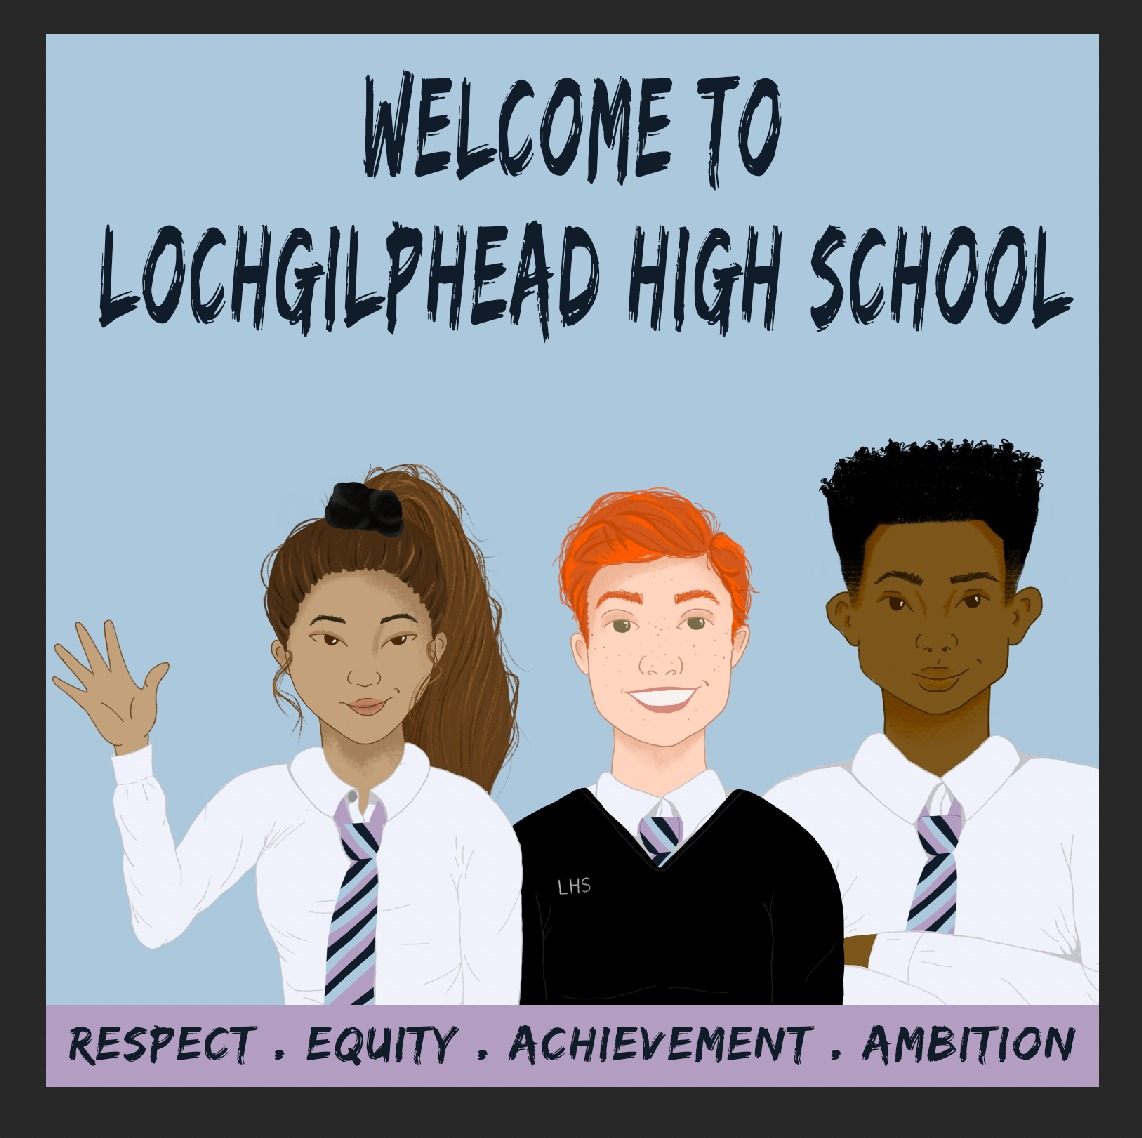 WELCOME TO
LOCHGILPHEAD HIGH SCHOOL
LHS
RESPECT . EQUITY . ACHIEVEMENT . AMBITION